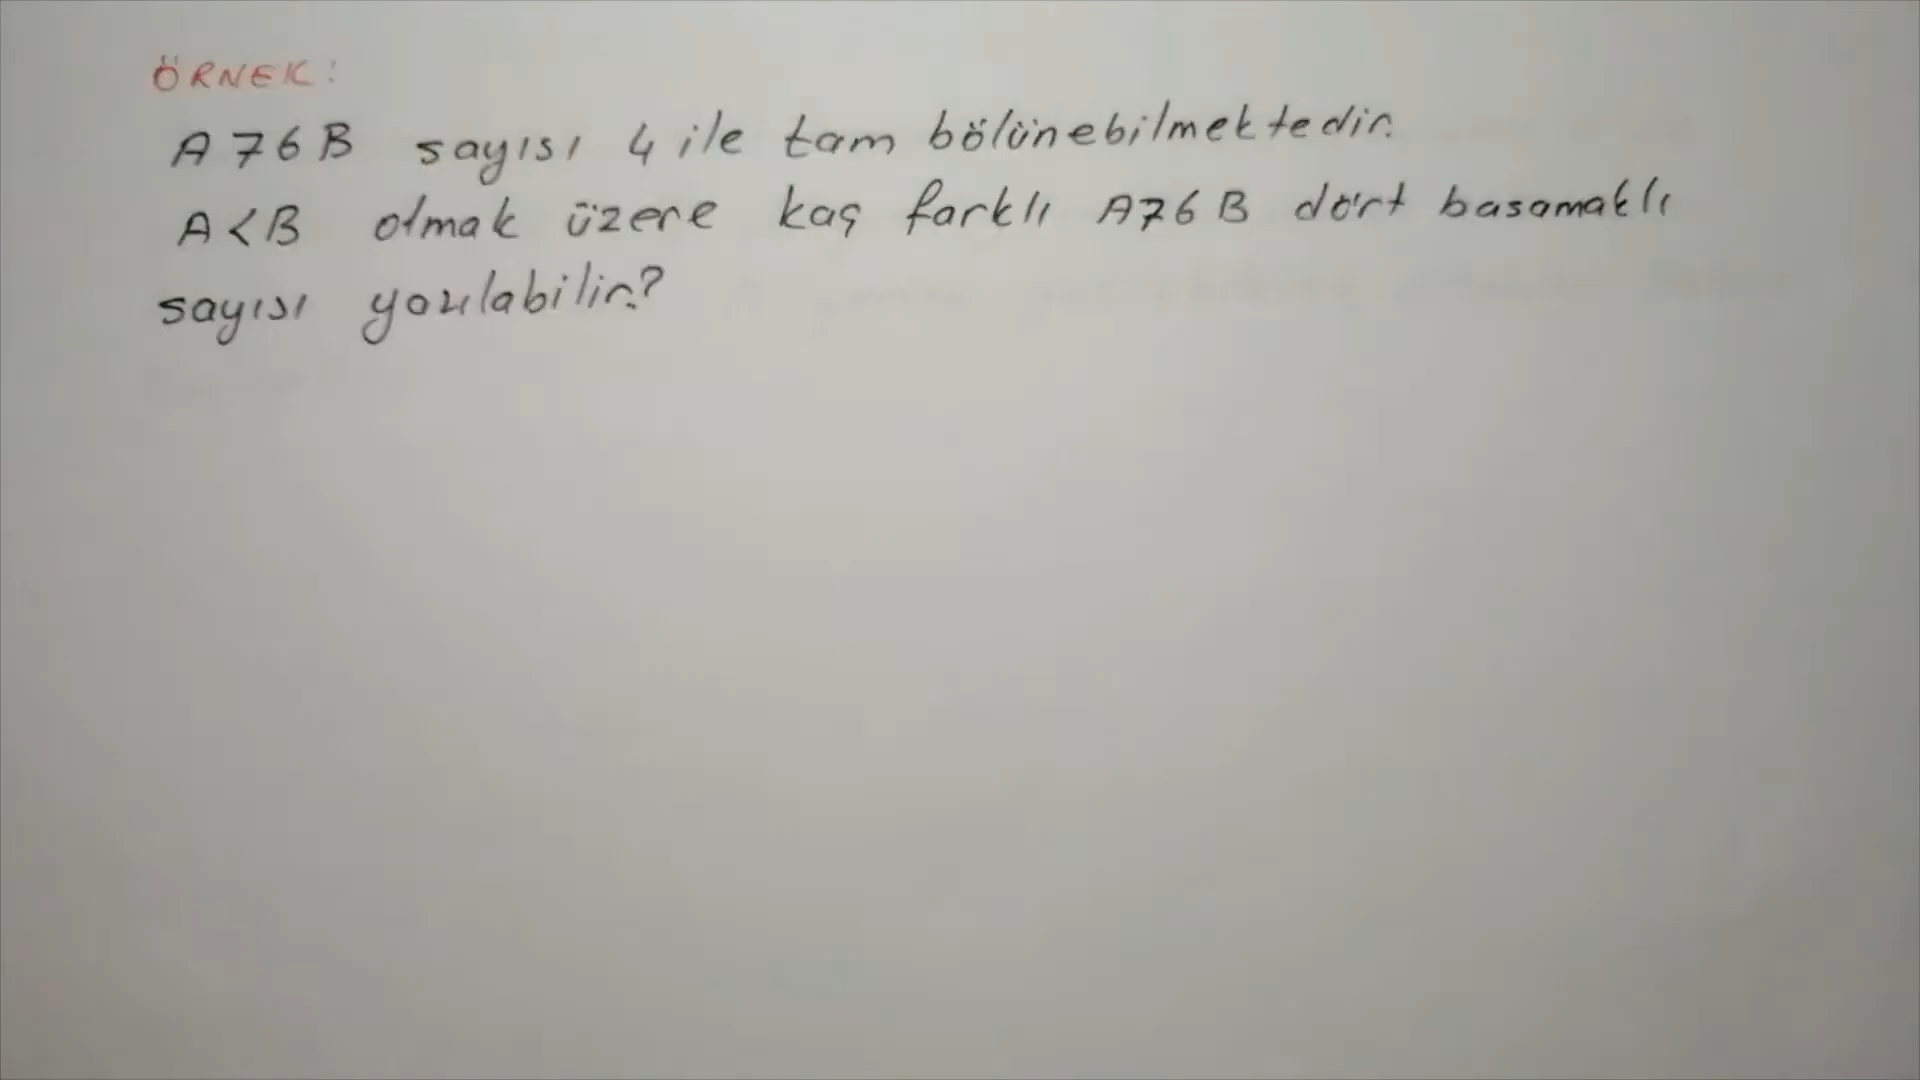 ÖRNEK:
A76B sayısı 4 ile tam bölünebilmektedir.
A<B olmak üzere kaç farklı A76B dört basamaklı
sayısı yazılabilir?